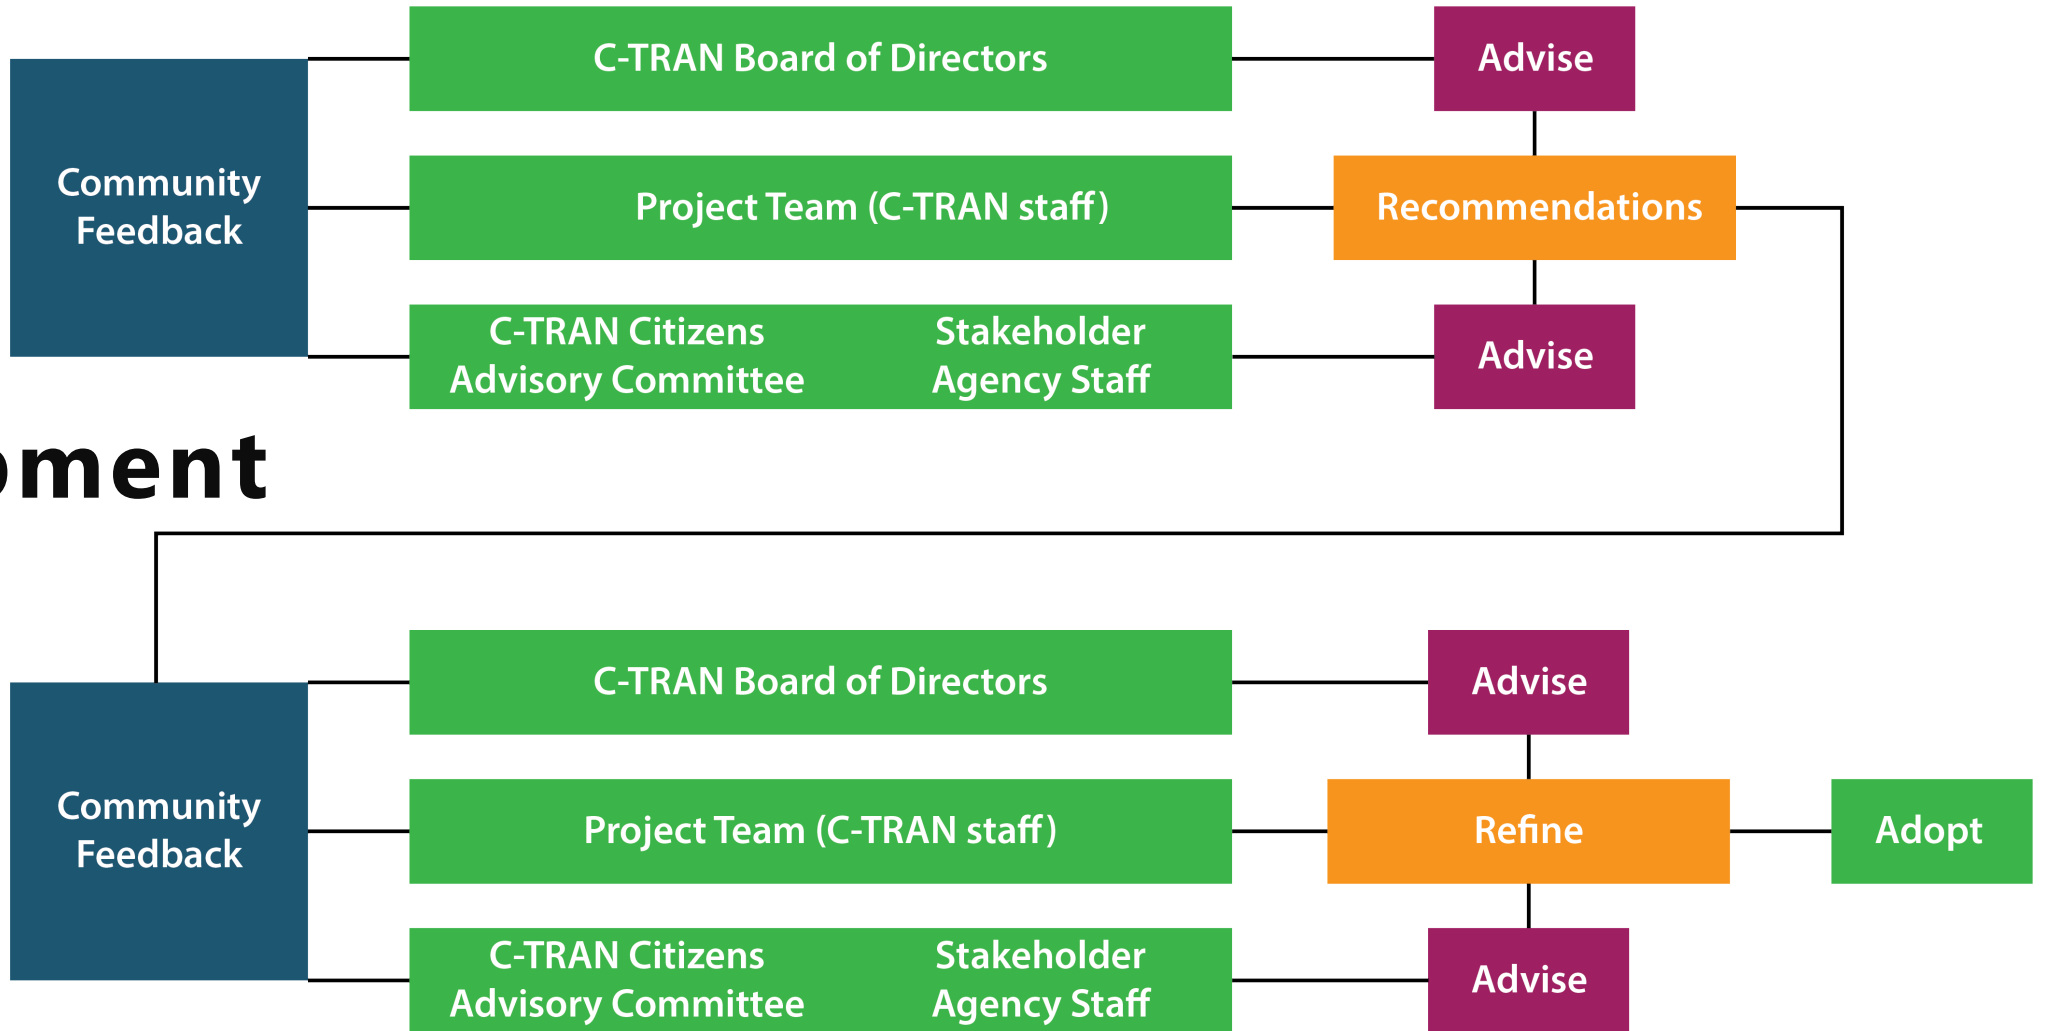 C-TRAN Board of Directors
Advise
Community
Feedback
Project Team (C-TRAN staff)
Recommendations
C-TRAN Citizens
Advisory Committee
Stakeholder
Agency Staff
Advise
pment
C-TRAN Board of Directors
Advise
Community
Feedback
Project Team (C-TRAN staff)
Refine
Adopt
C-TRAN Citizens
Advisory Committee
Stakeholder
Agency Staff
Advise